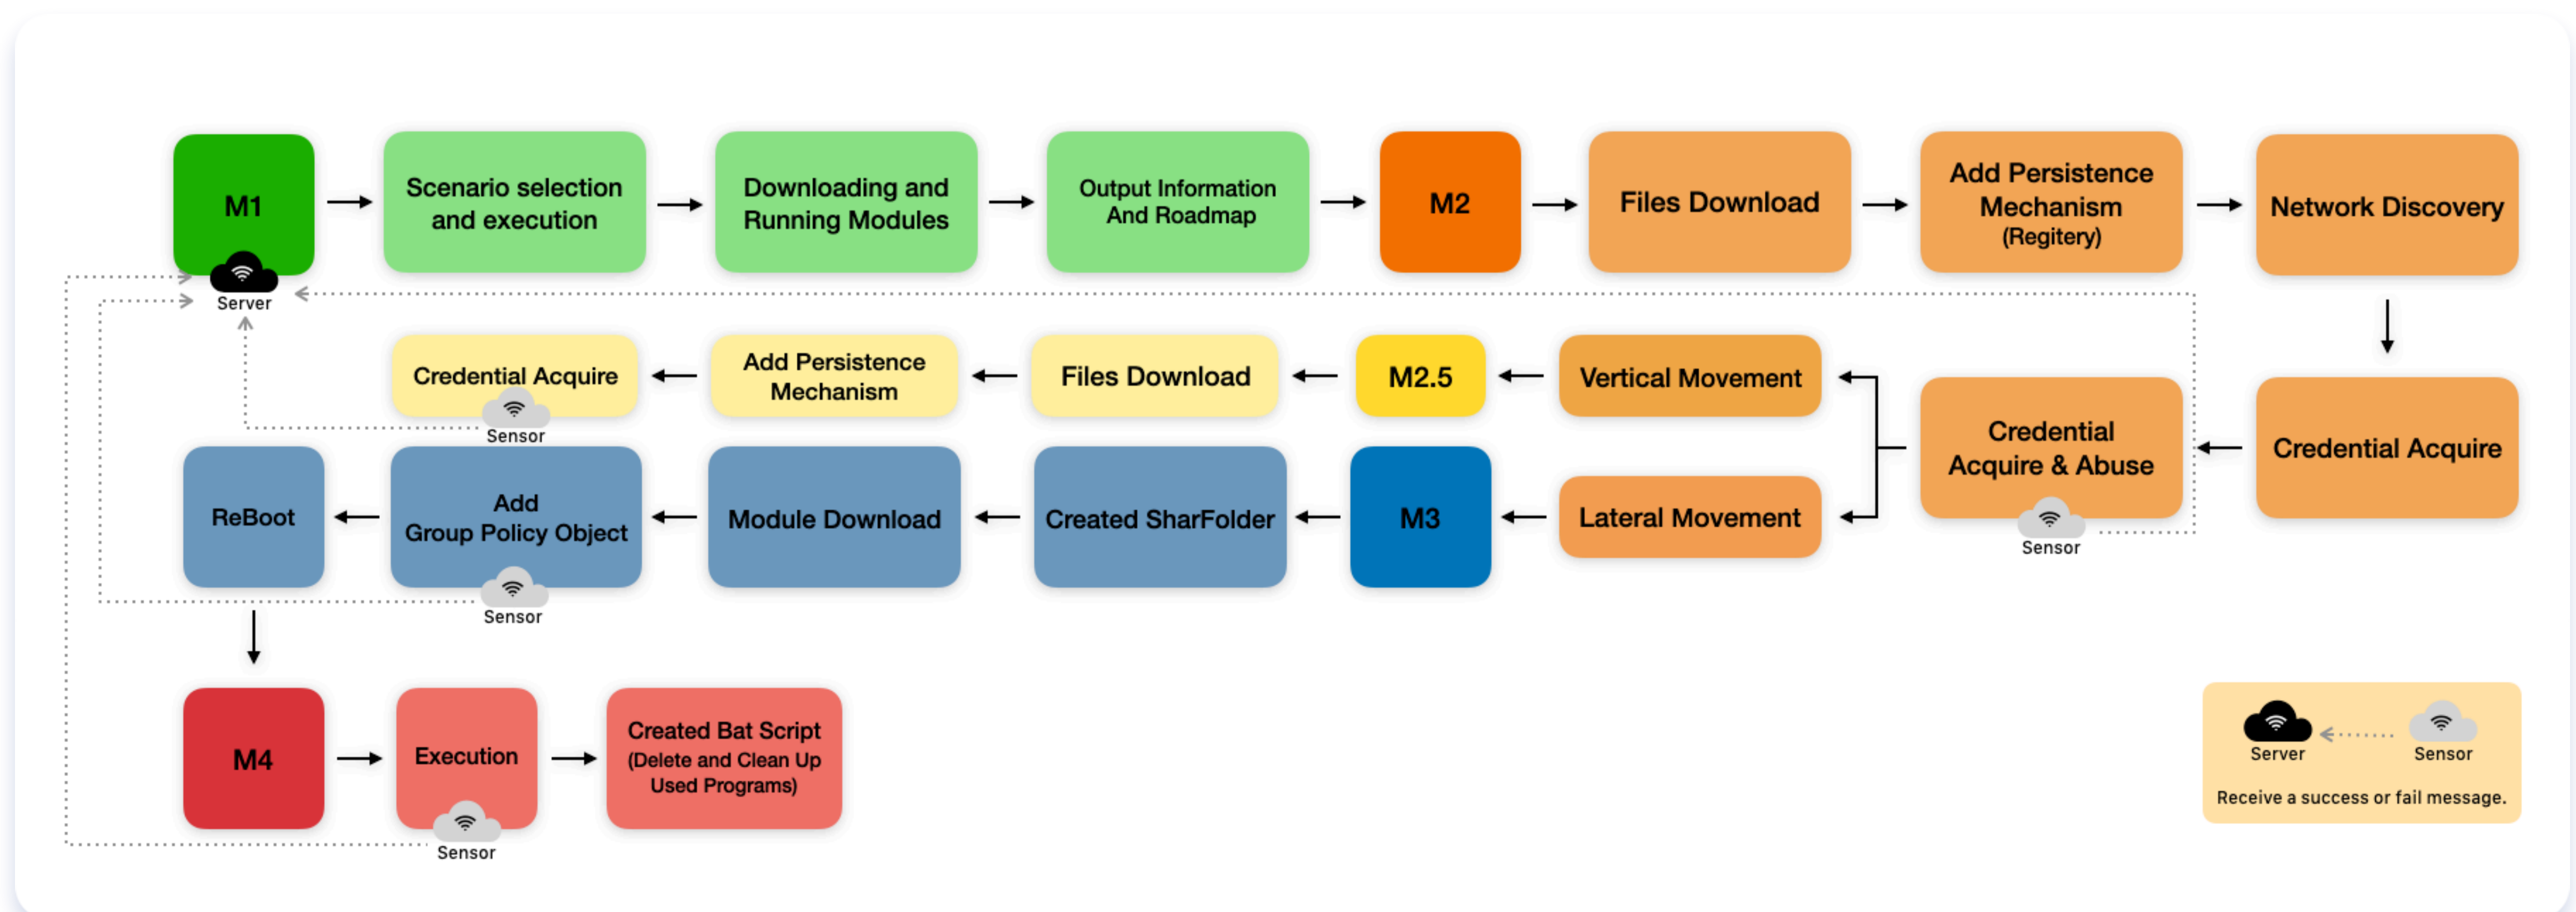 M1
Scenario selection
and execution
Downloading and
Running Modules
Output Information
And Roadmap
M2
Files Download
Add Persistence
Mechanism
(Regitery)
Network Discovery
Server
Credential Acquire
Sensor
Add Persistence
Mechanism
Files Download
M2.5
Vertical Movement
Credential
Acquire & Abuse
Sensor
Credential Acquire
ReBoot
Add
Group Policy Object
Sensor
Module Download
Created SharFolder
M3
Lateral Movement
M4
Execution
Sensor
Created Bat Script
(Delete and Clean Up
Used Programs)
Server
Sensor
Receive a success or fail message.